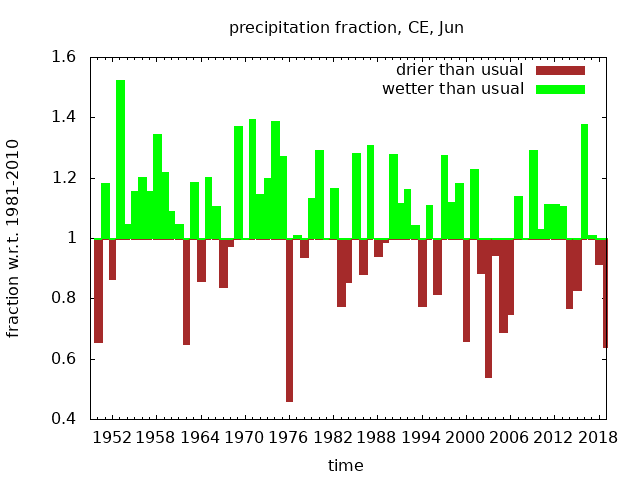 precipitation fraction, CE, Jun
drier than usual
wetter than usual
fraction w.r.t. 1981-2010
1.6
1.4
1.2
1
0.8
0.6
0.4
1952 1958 1964 1970 1976 1982 1988 1994 2000 2006 2012 2018
time